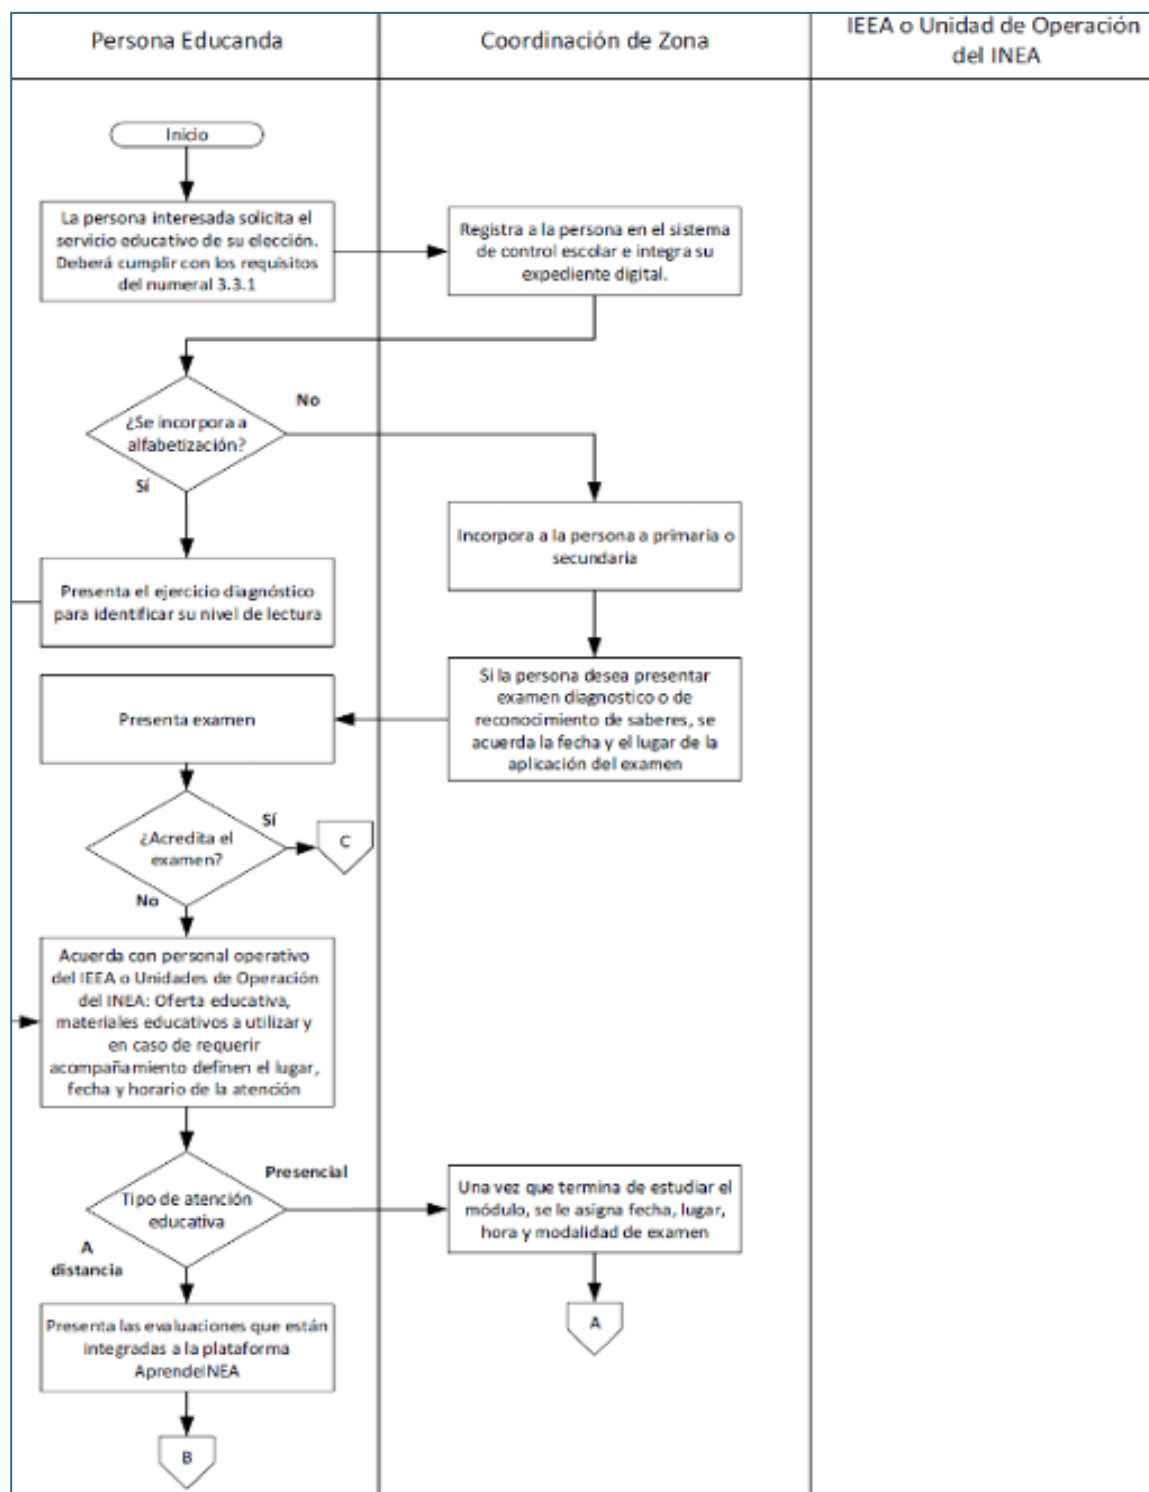 Persona Educanda
Coordinación de Zona
IEEA o Unidad de Operación
del INEA
Inicio
La persona interesada solicita el
servicio educativo de su elección.
Deberá cumplir con los requisitos
del numeral 3.3.1
Registra a la persona en el sistema
de control escolar e integra su
expediente digital.
¿Se incorpora a
alfabetización?
No
Sí
Incorpora a la persona a primaria o
secundaria
Presenta el ejercicio diagnóstico
para identificar su nivel de lectura
Si la persona desea presentar
examen diagnostico o de
reconocimiento de saberes, se
acuerda la fecha y el lugar de la
aplicación del examen
Presenta examen
¿Acredita el
examen?
Sí
C
No
Acuerda con personal operativo
del IEEA o Unidades de Operación
del INEA: Oferta educativa,
materiales educativos a utilizar y
en caso de requerir
acompañamiento definen el lugar,
fecha y horario de la atención
Tipo de atención
educativa
Presencial
A
distancia
Una vez que termina de estudiar el
módulo, se le asigna fecha, lugar,
hora y modalidad de examen
A
Presenta las evaluaciones que están
integradas a la plataforma
AprendeINEA
B